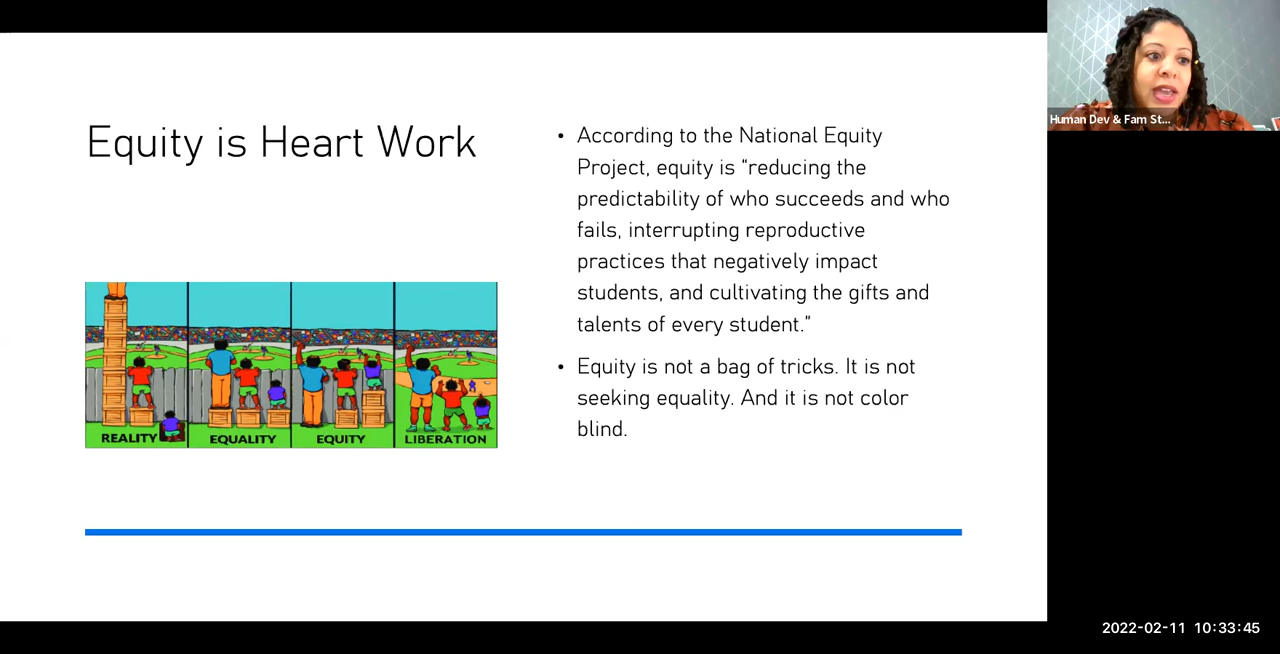 Equity is Heart Work
• According to the National Equity
Project, equity is “reducing the
predictability of who succeeds and who
fails, interrupting reproductive
practices that negatively impact
students, and cultivating the gifts and
talents of every student.”
• Equity is not a bag of tricks. It is not
seeking equality. And it is not color
blind.
REALITY
EQUALITY
EQUITY
LIBERATION
Human Dev & Fam St...
2022-02-11 10:33:45